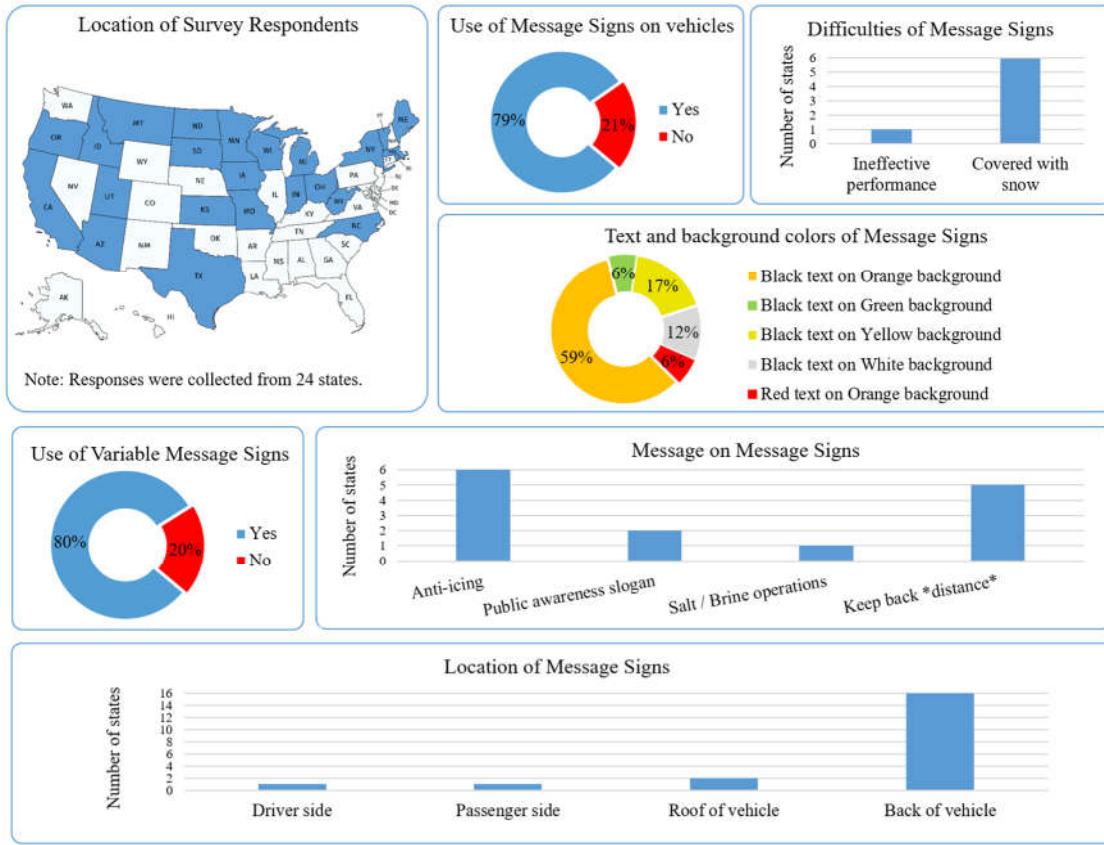 Location of Survey Respondents
WA
OR
CA
ID
NV
MT
WY
UT
AZ
CO
NM
ND
SD
NE
KS
OK
TX
MN
IA
MO
AR
LA
WI
IL
MI
IN
OH
KY
TN
MS
AL
GA
FL
SC
NC
VA
WV
PA
NY
ME
RI
NJ
DE
MD
DC
AK
HI
Note: Responses were collected from 24 states.
Use of Message Signs on vehicles
79%
21%
Yes
No
Difficulties of Message Signs
Number of states
6
5
4
3
2
1
0
Ineffective performance
Covered with snow
Text and background colors of Message Signs
6%
17%
12%
6%
59%
Black text on Orange background
Black text on Green background
Black text on Yellow background
Black text on White background
Red text on Orange background
Use of Variable Message Signs
80%
20%
Yes
No
Message on Message Signs
Number of states
6
5
4
3
2
1
0
Anti-icing
Public awareness slogan
Salt / Brine operations
Keep back *distance*
Location of Message Signs
Number of states
16
14
12
10
8
6
4
2
0
Driver side
Passenger side
Roof of vehicle
Back of vehicle